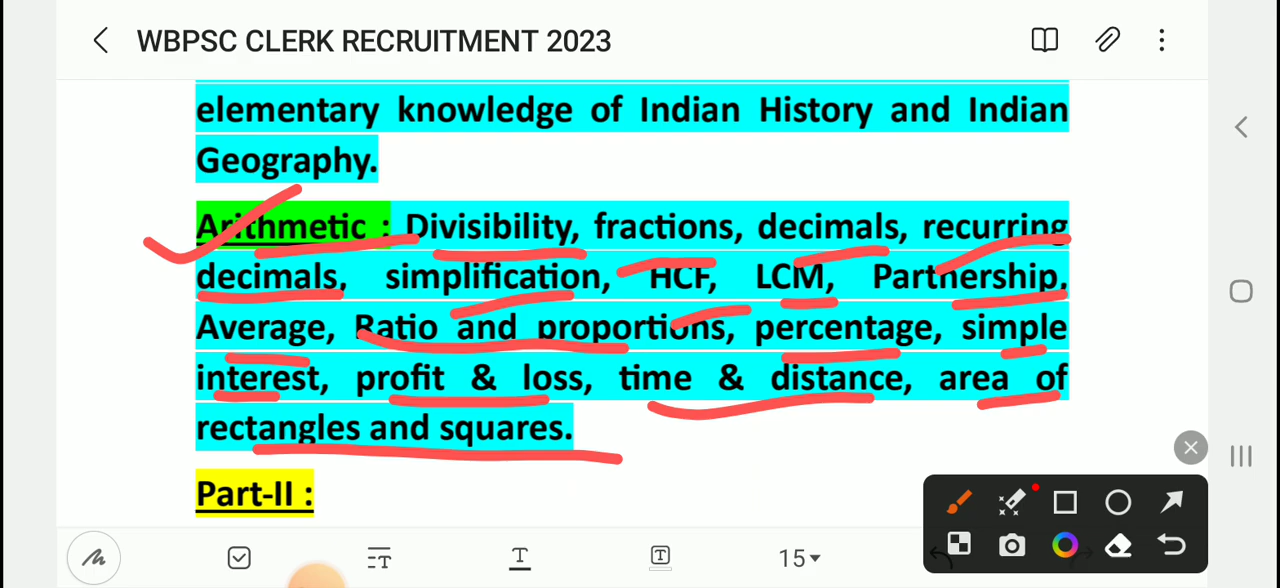 WBPSC CLERK RECRUITMENT 2023
elementary knowledge of Indian History and Indian
Geography.
Arithmetic : Divisibility, fractions, decimals, recurring
decimals, simplification, HCF, LCM, Partnership,
Average, Ratio and proportions, percentage, simple
interest, profit & loss, time & distance, area of
rectangles and squares.
Part-II :
T
T
T
15